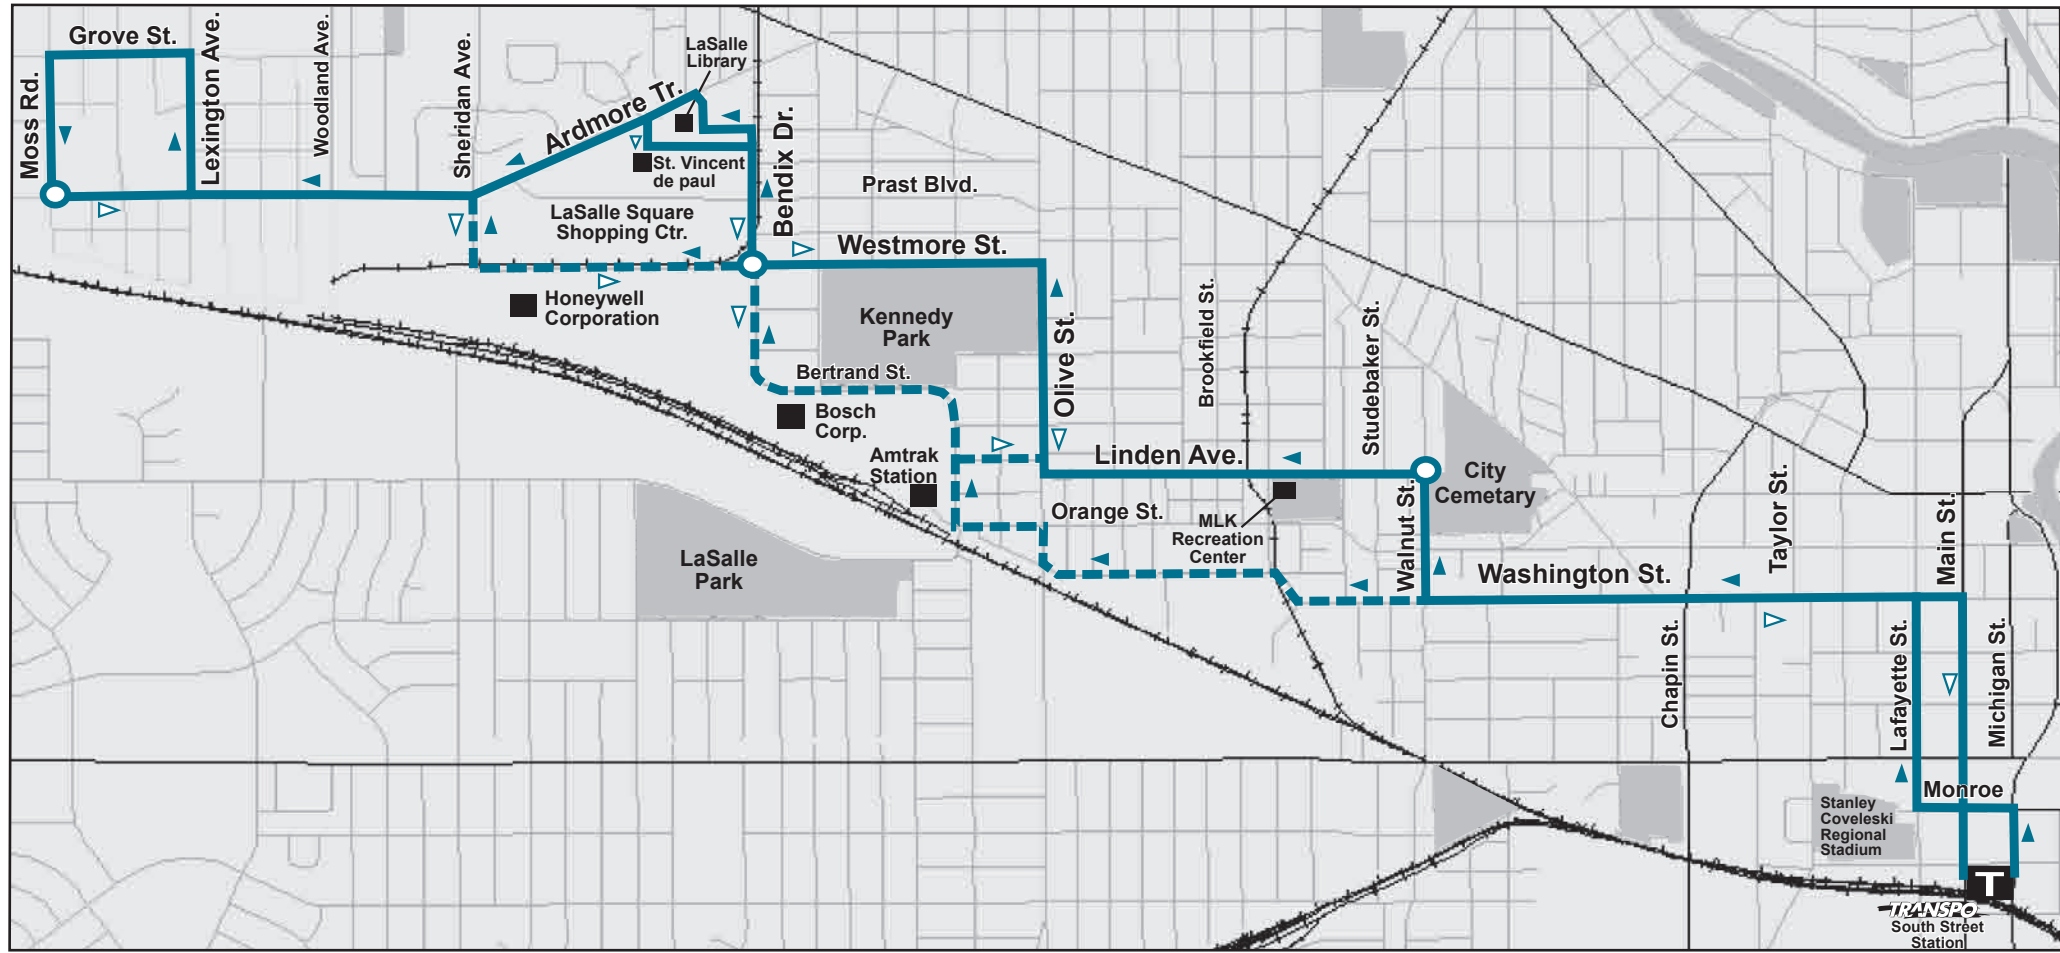 Grove St.
Moss Rd.
Lexington Ave.
Woodland Ave.
Sheridan Ave.
Ardmore Tr.
LaSalle
Library
St. Vincent
de paul
Bendix Dr.
Prast Blvd.
LaSalle Square
Shopping Ctr.
Westmore St.
Honeywell
Corporation
Kennedy
Park
Bertrand St.
Bosch
Corp.
Amtrak
Station
Olive St.
Brookfield St.
Studebaker St.
Linden Ave.
City
Cemetary
Orange St.
MLK
Recreation
Center
Walnut St.
Washington St.
Taylor St.
Main St.
LaSalle
Park
Chapin St.
Lafayette St.
Michigan St.
Monroe
Stanley
Coveleski
Regional
Stadium
T
TRANSPO
South Street
Station